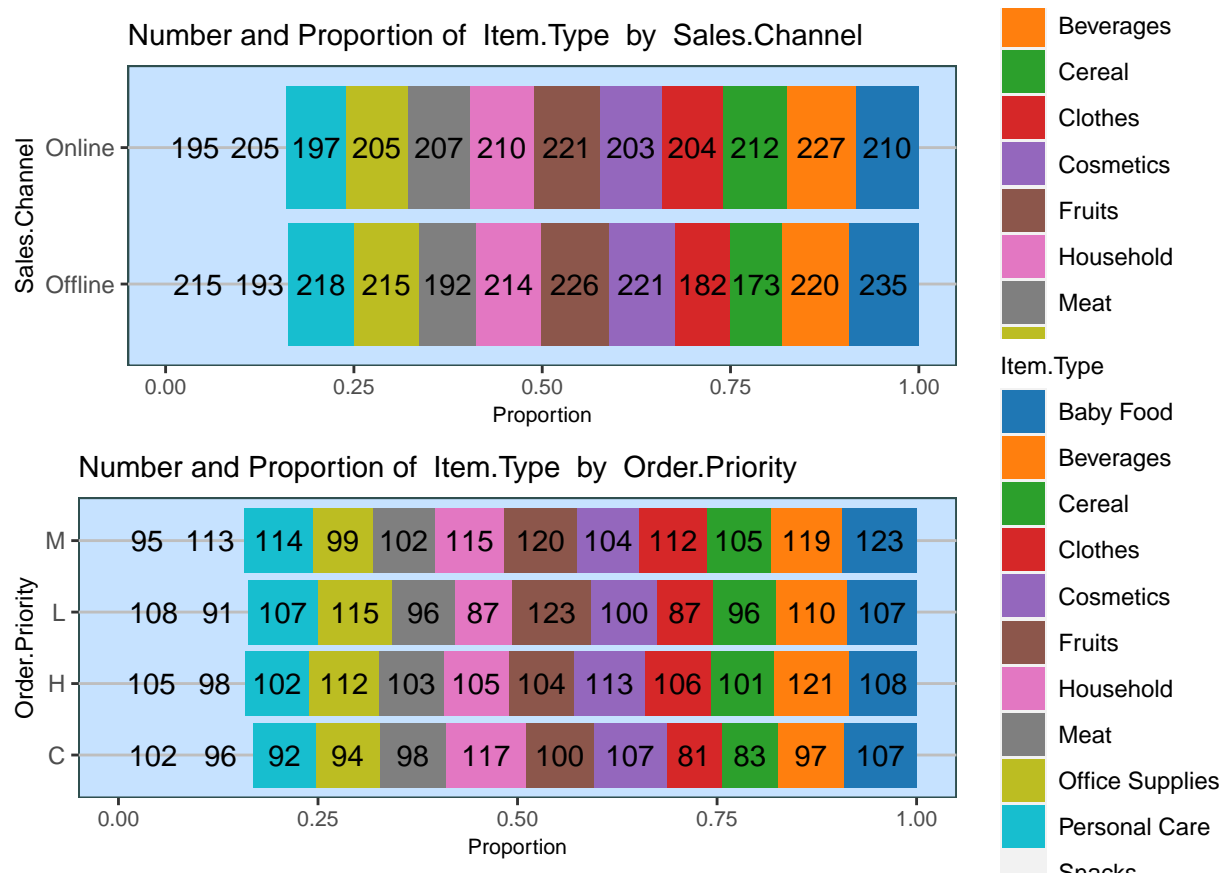 Number and Proportion of Item.Type by Sales.Channel
Sales.Channel
Online
195 205 197 205 207 210 221 203 204 212 227 210
Offline
215 193 218 215 192 214 226 221 182 173 220 235
0.00 0.25 0.50 0.75 1.00
Proportion
Beverages
Cereal
Clothes
Cosmetics
Fruits
Household
Meat
Number and Proportion of Item.Type by Order.Priority
Order.Priority
M
95 113 114 99 102 115 120 104 112 105 119 123
L
108 91 107 115 96 87 123 100 87 96 110 107
H
105 98 102 112 103 105 104 113 106 101 121 108
C
102 96 92 94 98 117 100 107 81 83 97 107
0.00 0.25 0.50 0.75 1.00
Proportion
Item.Type
Baby Food
Beverages
Cereal
Clothes
Cosmetics
Fruits
Household
Meat
Office Supplies
Personal Care
Snacks